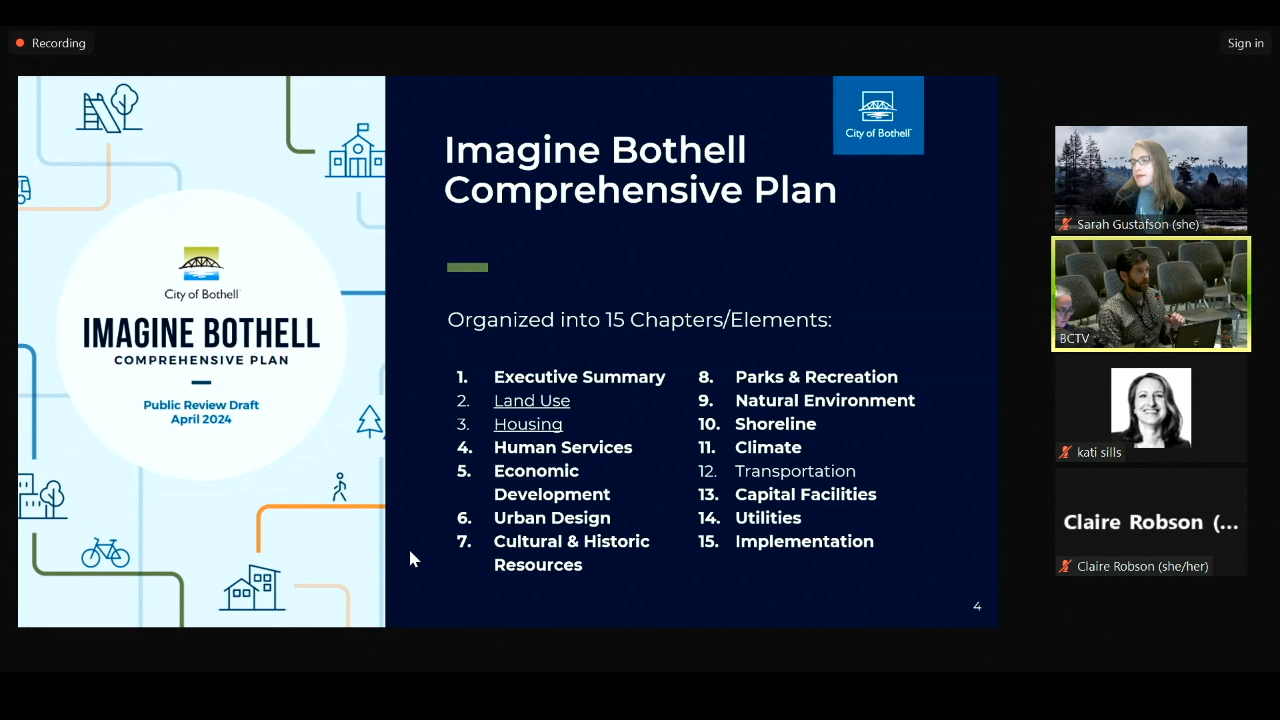 Recording
Sign in
City of Bothell
IMAGINE BOTHELL
COMPREHENSIVE PLAN
Public Review Draft
April 2024
City of Bothell
Imagine Bothell
Comprehensive Plan
Organized into 15 Chapters/Elements:
1. Executive Summary
2. Land Use
3. Housing
4. Human Services
5. Economic
Development
6. Urban Design
7. Cultural & Historic
Resources
8. Parks & Recreation
9. Natural Environment
10. Shoreline
11. Climate
12. Transportation
13. Capital Facilities
14. Utilities
15. Implementation
4
Sarah Gustafson (she)
BCTV
kati sills
Claire Robson (...
Claire Robson (she/her)